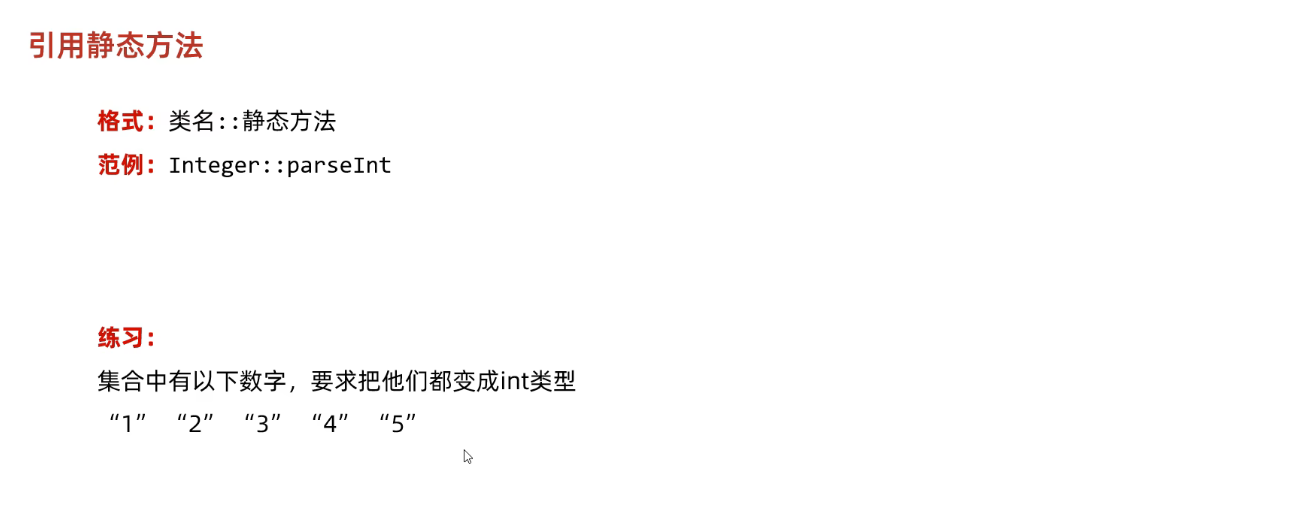 引用静态方法
格式：类名::静态方法
范例：Integer::parseInt
练习：
集合中有以下数字，要求把他们都变成int类型
“1” “2” “3” “4” “5”